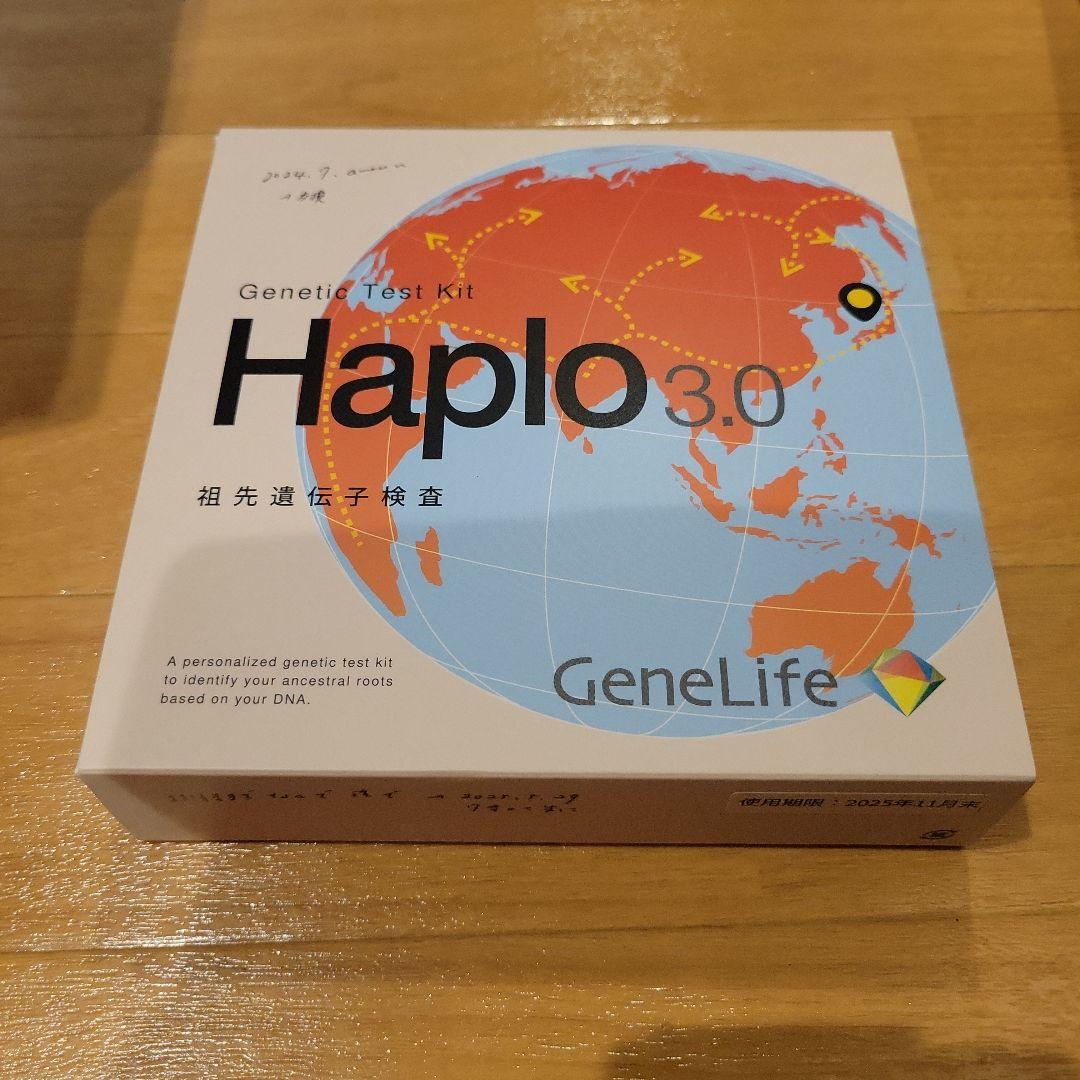 2024.9.
Genetic Test Kit
Haplo 3.0
祖先遺伝子検査
A personalized genetic test kit
to identify your ancestral roots
based on your DNA.
GeneLife
使用期限：2025年11月末